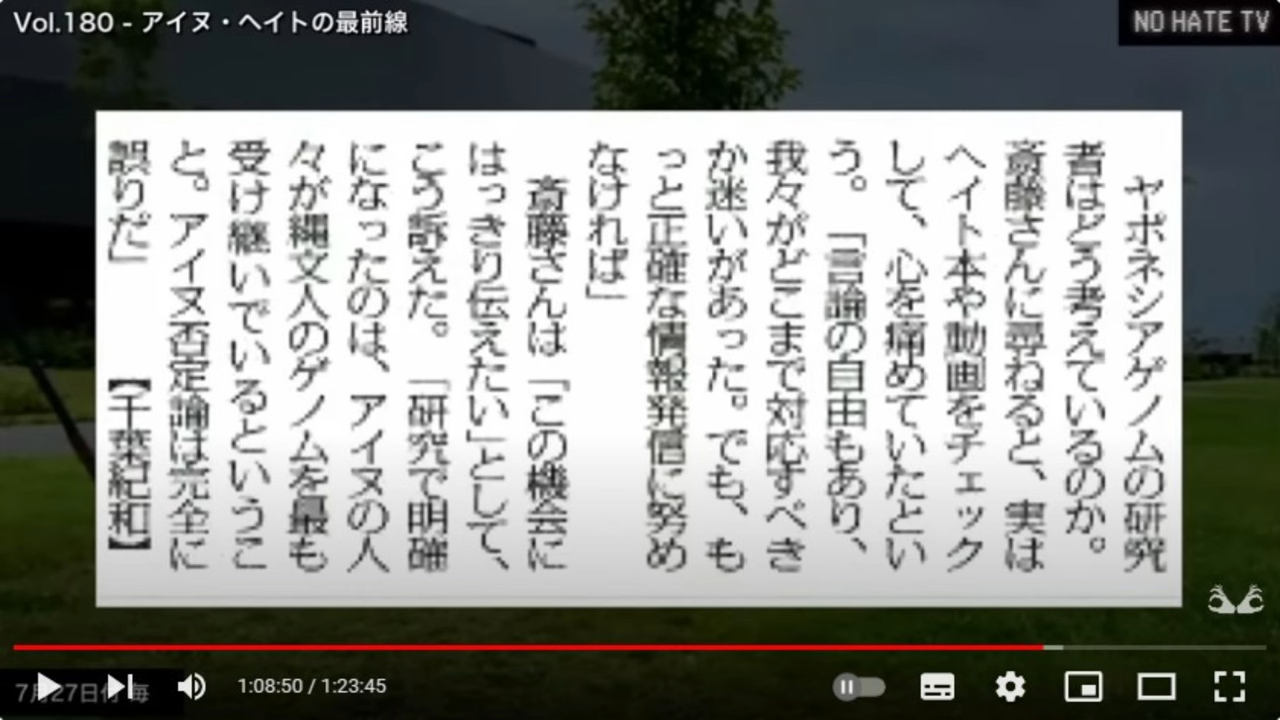 Vol.180 - アイヌ・ヘイトの最前線
NO HATE TV
ヤポネシアゲノムの研究
者はどう考えているのか。
斎藤さんに尋ねると、実は
ヘイト本や動画をチェック
して、心を痛めていたとい
う。「言論の自由もあり、
我々がどこまで対応すべき
か迷いがあった。でも、も
っと正確な情報発信に努め
なければ」
斎藤さんは「この機会に
はっきり伝えたい」として、
こう訴えた。「研究で明確
になったのは、アイヌの人
々が縄文人のゲノムを最も
受け継いでいるというこ
と。アイヌ否定論は完全に
誤りだ」【千葉紀和】
7月27日付 毎
1:08:50 / 1:23:45